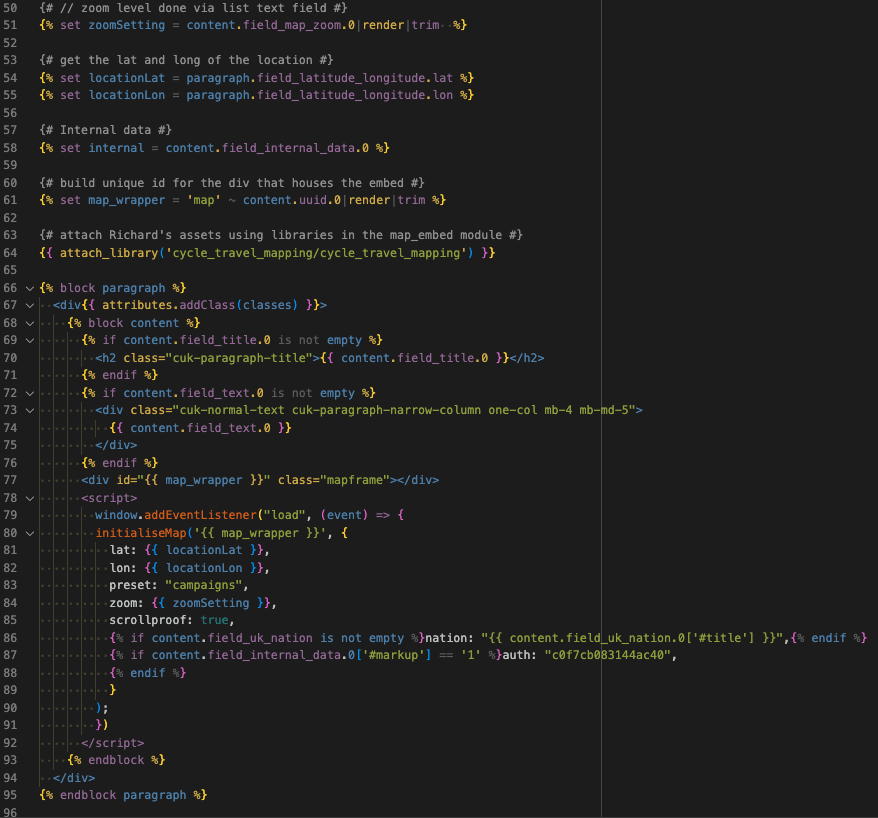 50 {# // zoom level done via list text field #}
51 {% set zoomSetting = content.field_map_zoom.0|render|trim  %}
52
53 {# get the lat and long of the location #}
54 {% set locationLat = paragraph.field_latitude_longitude.lat %}
55 {% set locationLon = paragraph.field_latitude_longitude.lon %}
56
57 {# Internal data #}
58 {% set internal = content.field_internal_data.0 %}
59
60 {# build unique id for the div that houses the embed #}
61 {% set map_wrapper = 'map' ~ content.uuid.0|render|trim %}
62
63 {# attach Richard's assets using libraries in the map_embed module #}
64 {{ attach_library('cycle_travel_mapping/cycle_travel_mapping') }}
65
66 {% block paragraph %}
67   <div{{ attributes.addClass(classes) }}>
68     {% block content %}
69       {% if content.field_title.0 is not empty %}
70         <h2 class="cuk-paragraph-title">{{ content.field_title.0 }}</h2>
71       {% endif %}
72       {% if content.field_text.0 is not empty %}
73         <div class="cuk-normal-text cuk-paragraph-narrow-column one-col mb-4 mb-md-5">
74           {{ content.field_text.0 }}
75         </div>
76       {% endif %}
77       <div id="{{ map_wrapper }}" class="mapframe"></div>
78       <script>
79         window.addEventListener("load", (event) => {
80         initialiseMap('{{ map_wrapper }}', {
81           lat: {{ locationLat }},
82           lon: {{ locationLon }},
83           preset: "campaigns",
84           zoom: {{ zoomSetting }},
85           scrollproof: true,
86           {% if content.field_uk_nation is not empty %}nation: "{{ content.field_uk_nation.0['#title'] }}",{% endif %}
87           {% if content.field_internal_data.0['#markup'] == '1' %}auth: "c0f7cb083144ac40",
88           {% endif %}
89           }
90         );
91         })
92       </script>
93     {% endblock %}
94   </div>
95 {% endblock paragraph %}
96